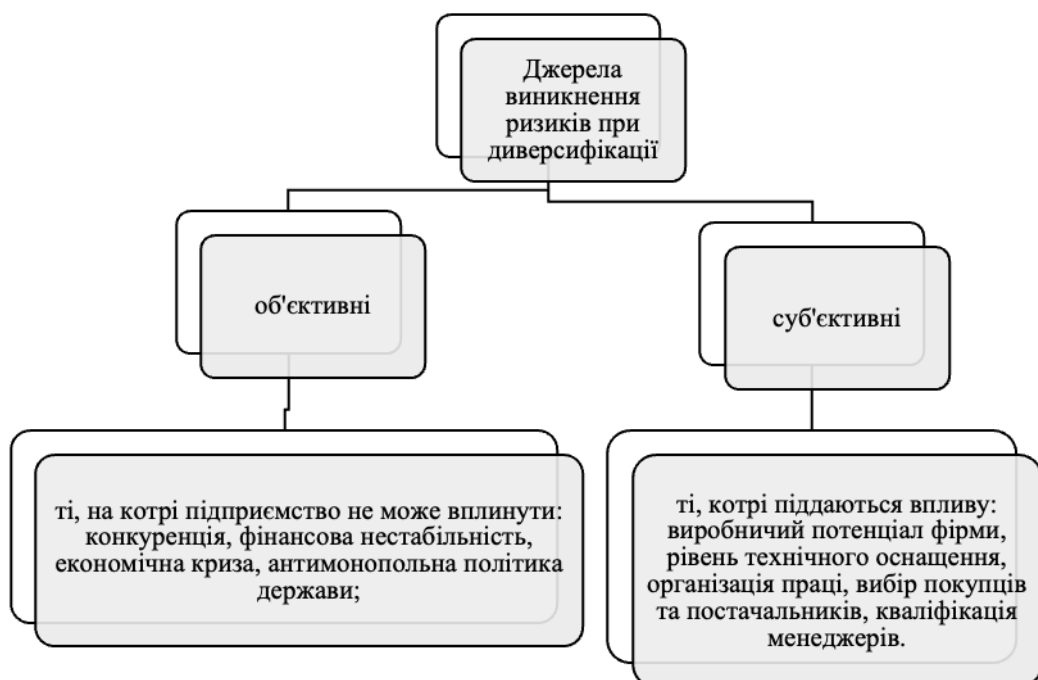 Джерела
виникнення
ризиків при
диверсифікації
об'єктивні
суб'єктивні
ті, на котрі підприємство не може вплинути:
конкуренція, фінансова нестабільність,
економічна криза, антимонопольна політика
держави;
ті, котрі піддаються впливу:
виробничий потенціал фірми,
рівень технічного оснащення,
організація праці, вибір покупців
та постачальників, кваліфікація
менеджерів.